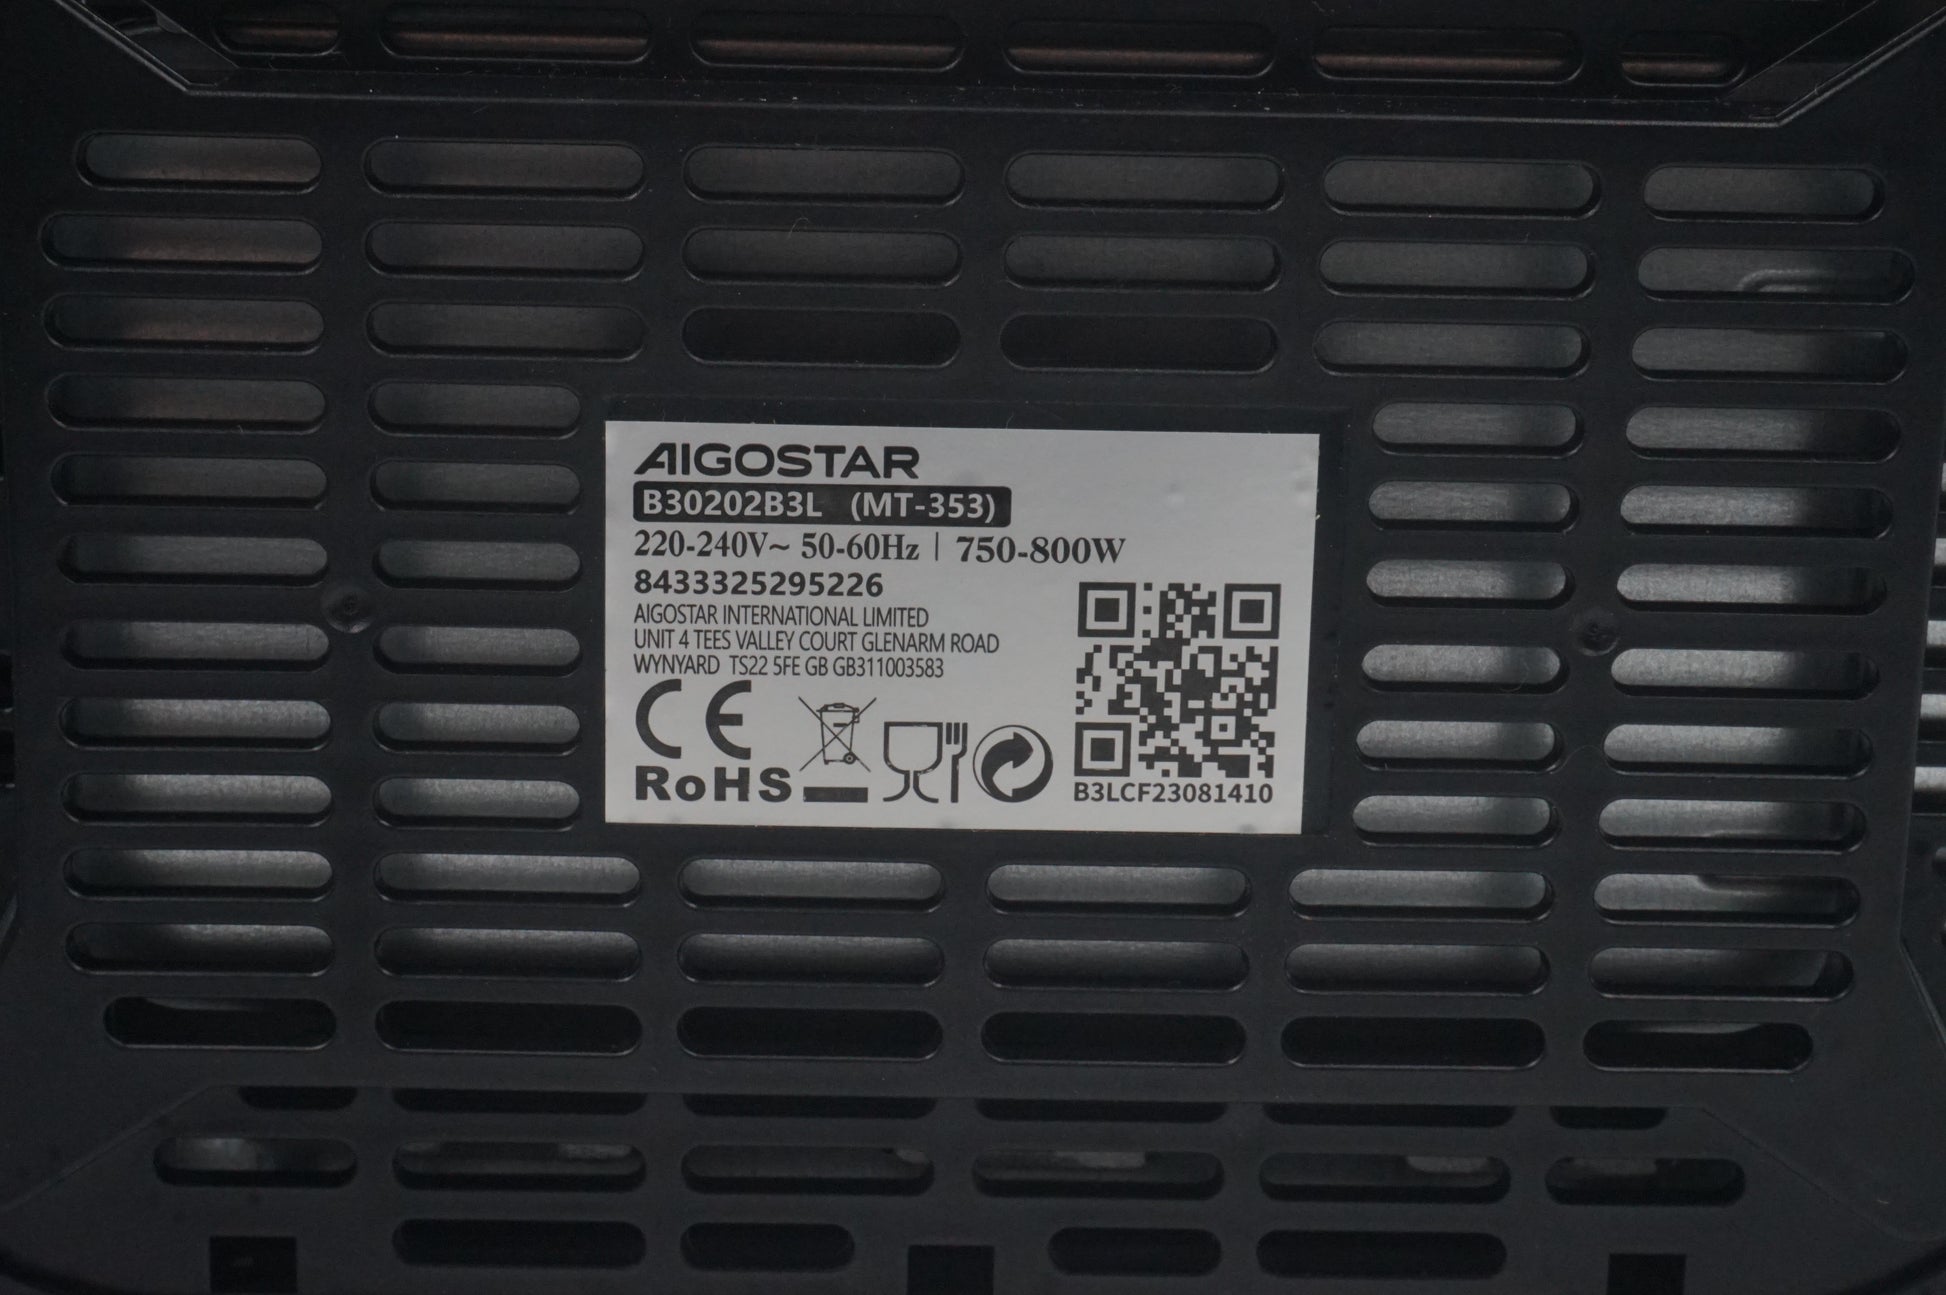 AIGOSTAR
B30202B3L (MT-353)
220-240V~ 50-60Hz | 750-800W
8433325295226
AIGOSTAR INTERNATIONAL LIMITED
UNIT 4 TEES VALLEY COURT GLENARM ROAD
WYNYARD TS22 5FE GB GB311003583
CE
RoHS
B3LCF23081410